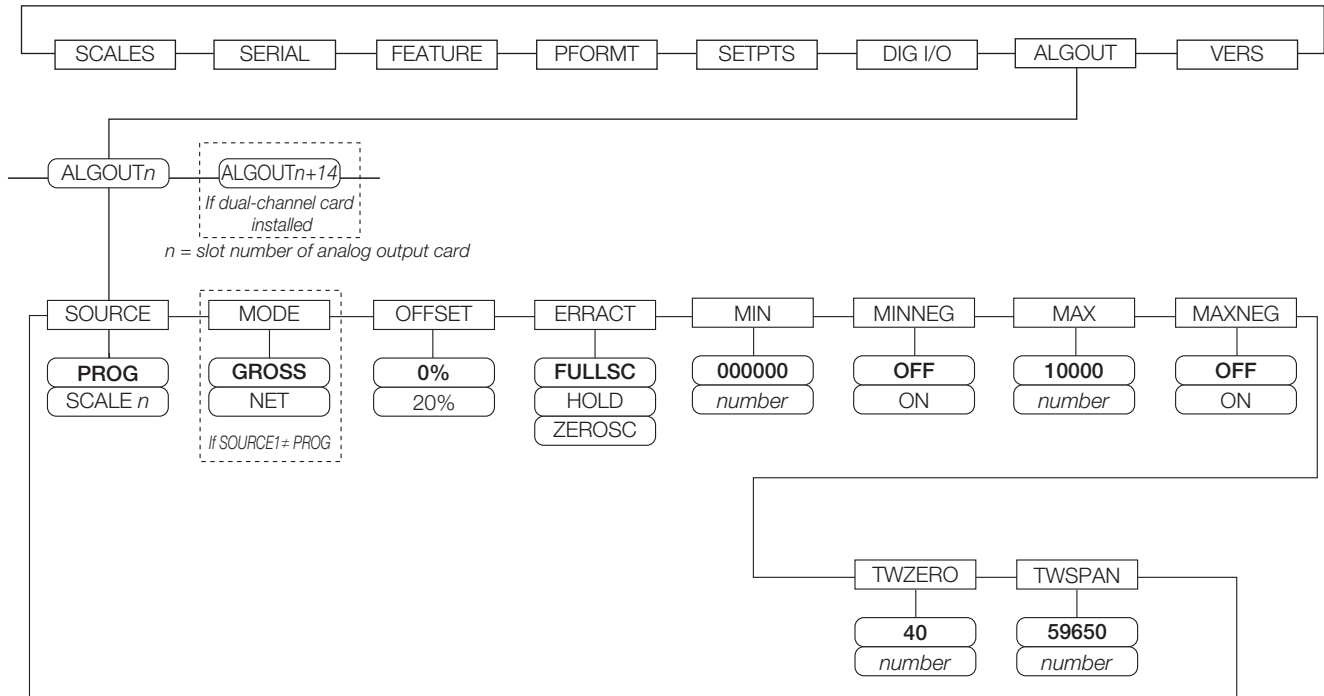 SCALES
SERIAL
FEATURE
PFORMT
SETPTS
DIG I/O
ALGOUT
VERS
ALGOUTn
ALGOUTn+14
If dual-channel card
installed
n = slot number of analog output card
SOURCE
MODE
OFFSET
ERRACT
MIN
MINNEG
MAX
MAXNEG
PROG
GROSS
0%
FULLSC
000000
OFF
10000
OFF
SCALE n
NET
20%
HOLD
number
ON
number
ON
ZEROSC
If SOURCE1≠ PROG
TWZERO
TWSPAN
40
59650
number
number